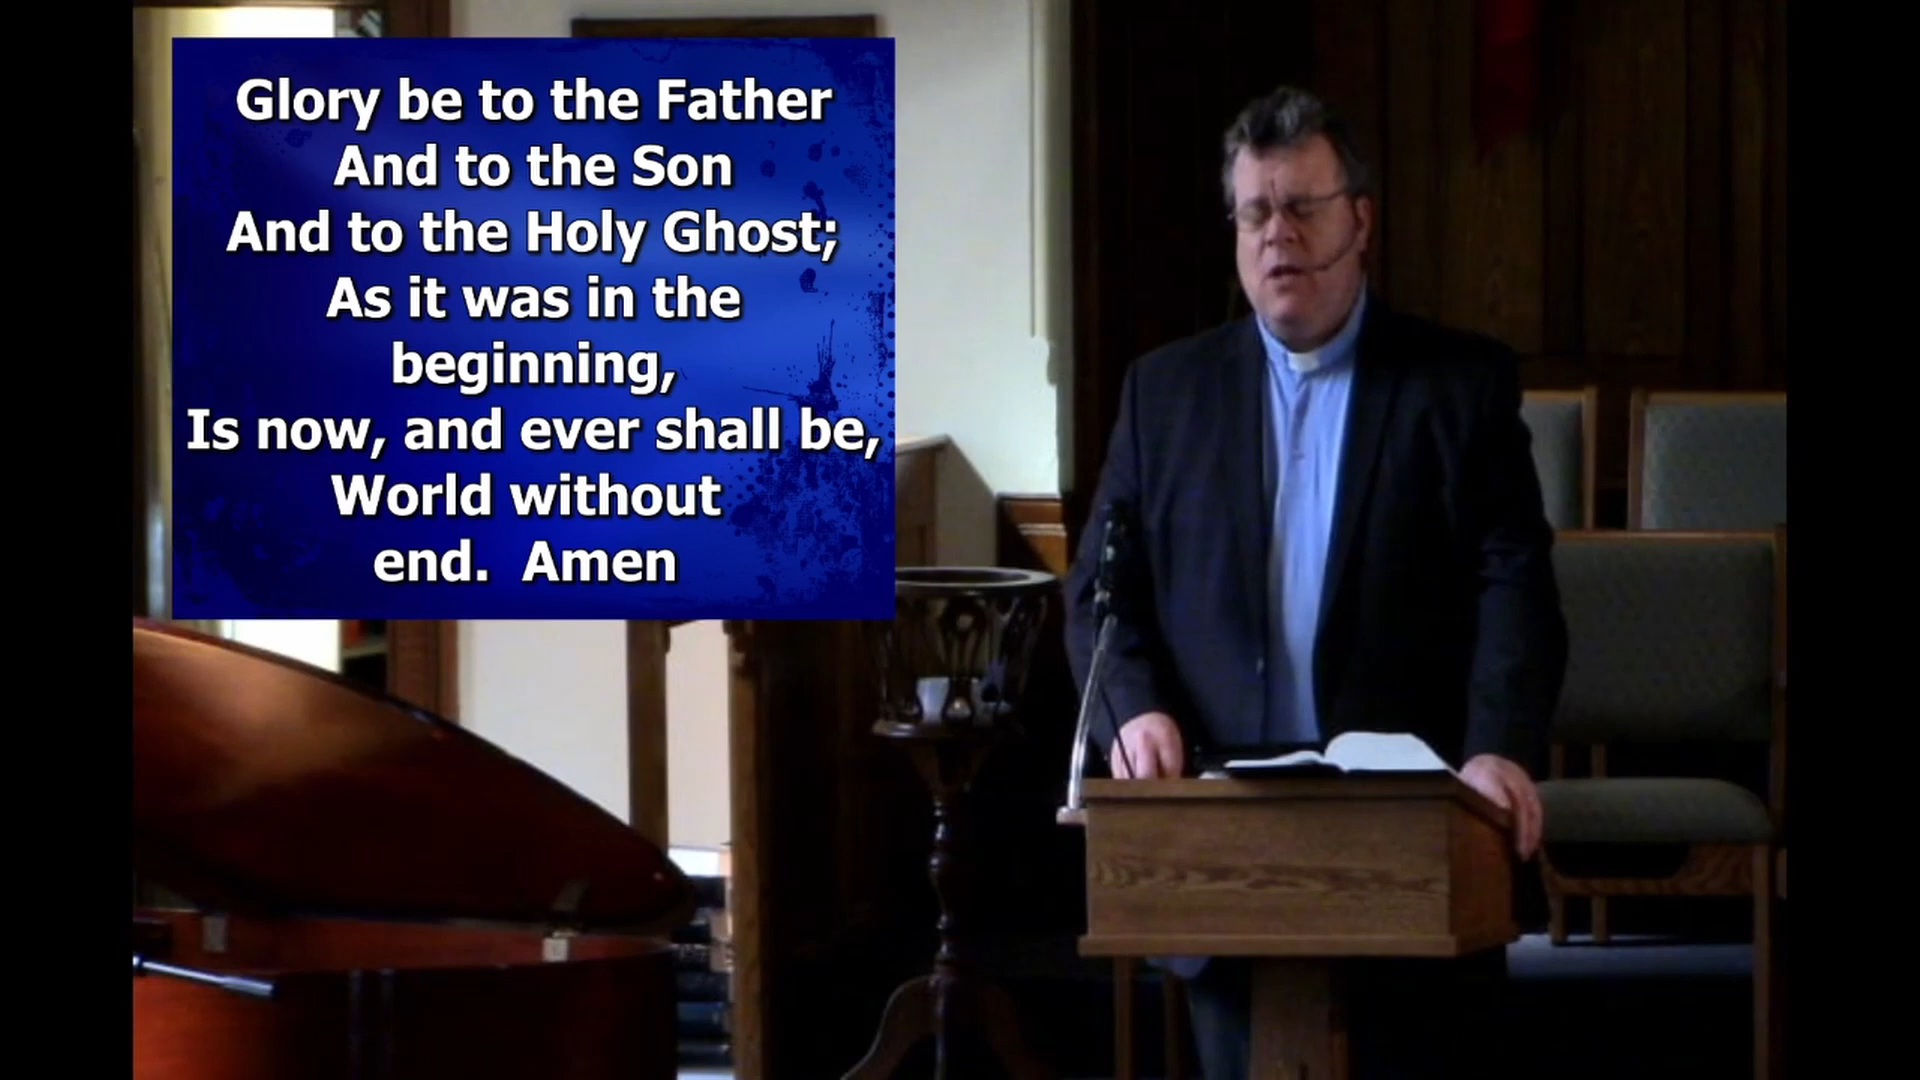 Glory be to the Father
And to the Son
And to the Holy Ghost;
As it was in the
beginning,
Is now, and ever shall be,
World without
end.  Amen